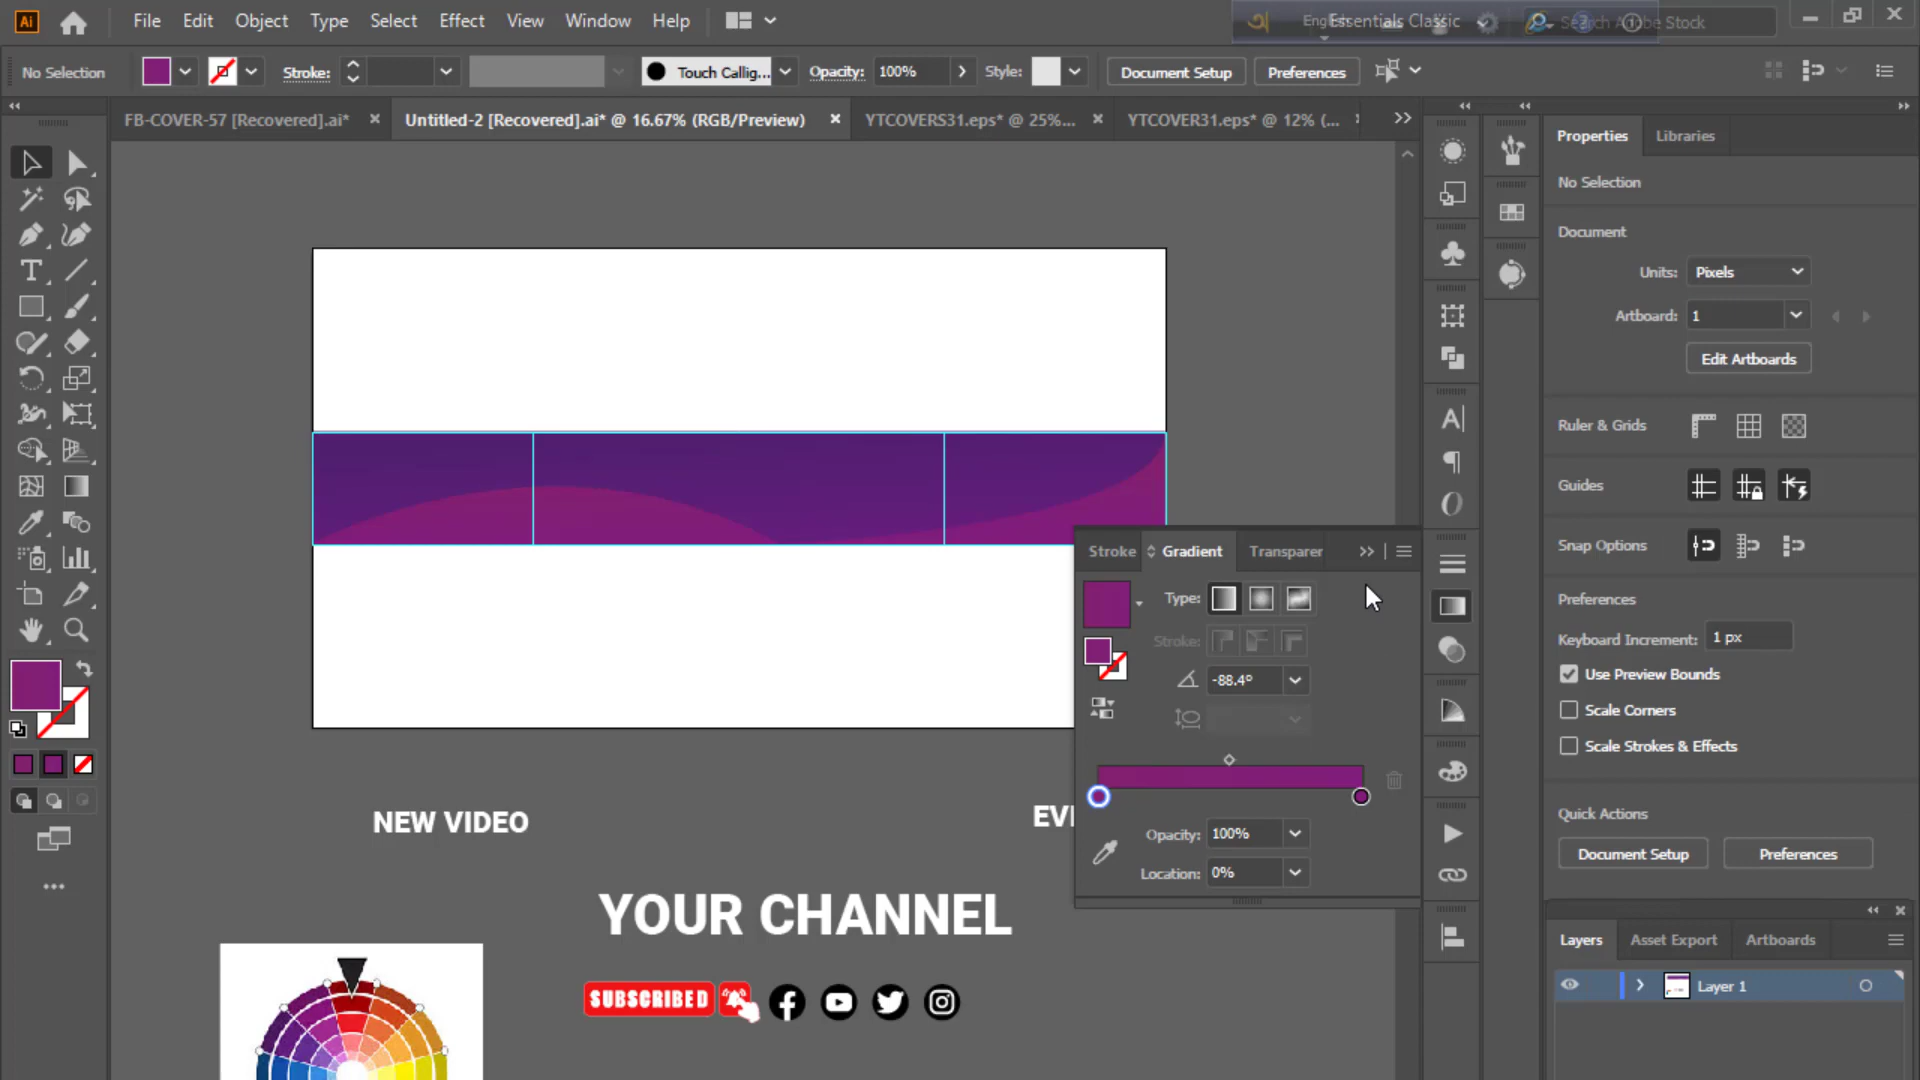 Ai File Edit Object Type Select Effect View Window Help
Essentials Classic
Search Adobe Stock
No Selection Stroke: Touch Callig... Opacity: 100% Style: Document Setup Preferences
FB-COVER-57 [Recovered].ai* Untitled-2 [Recovered].ai* @ 16.67% (RGB/Preview) YTCOVERS31.eps* @ 25%... YTCOVER31.eps* @ 12% (...
Properties Libraries
No Selection
Document
Units: Pixels
Artboard: 1
Edit Artboards
Ruler & Grids
Guides
Snap Options
Preferences
Keyboard Increment: 1 px
Use Preview Bounds
Scale Corners
Scale Strokes & Effects
Quick Actions
Document Setup Preferences
Layers Asset Export Artboards
Layer 1
Stroke Gradient Transparer
Type:
Stroke:
-88.4°
Opacity: 100%
Location: 0%
NEW VIDEO
EVE
YOUR CHANNEL
SUBSCRIBED